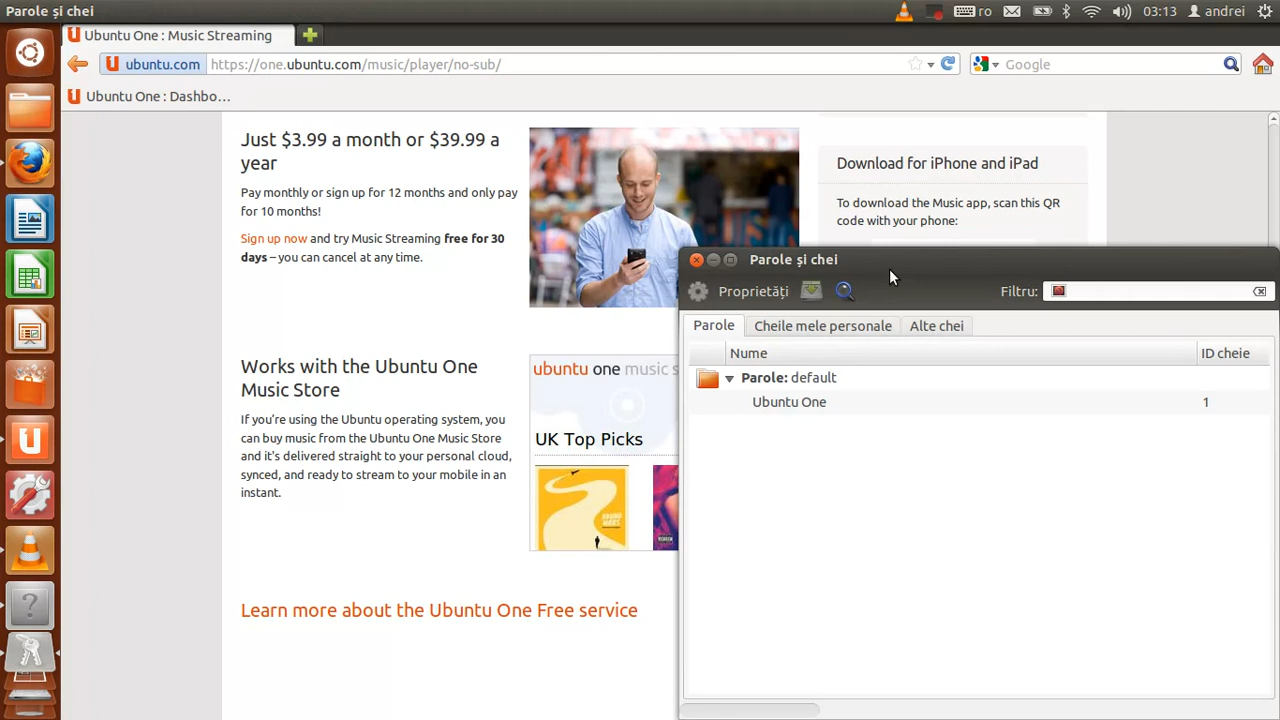 Parole și chei
ro
03:13
andrei
Ubuntu One : Music Streaming
ubuntu.com
https://one.ubuntu.com/music/player/no-sub/
Google
Ubuntu One : Dashbo…
Just $3.99 a month or $39.99 a
year
Pay monthly or sign up for 12 months and only pay
for 10 months!
Sign up now and try Music Streaming free for 30
days – you can cancel at any time.
Works with the Ubuntu One
Music Store
If you’re using the Ubuntu operating system, you
can buy music from the Ubuntu One Music Store
and it's delivered straight to your personal cloud,
synced, and ready to stream to your mobile in an
instant.
ubuntu one music s
UK Top Picks
Learn more about the Ubuntu One Free service
Download for iPhone and iPad
To download the Music app, scan this QR
code with your phone:
Parole și chei
Proprietăți
Filtru:
Parole
Cheile mele personale
Alte chei
Nume
ID cheie
Parole: default
Ubuntu One
1